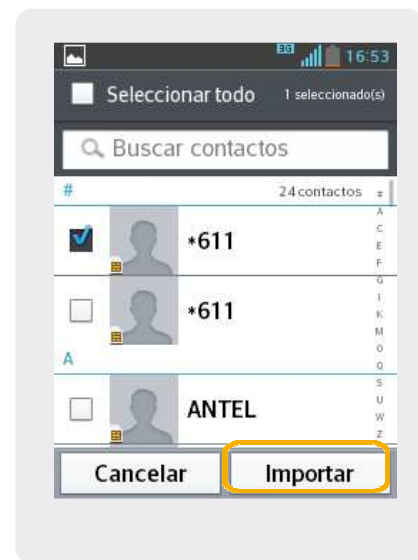 3G 16:53
Seleccionar todo 1 seleccionado(s)
Buscar contactos
# 24 contactos
*611
*611
A
ANTEL
#
A
C
E
F
G
I
K
M
O
Q
S
U
W
Z
Cancelar Importar